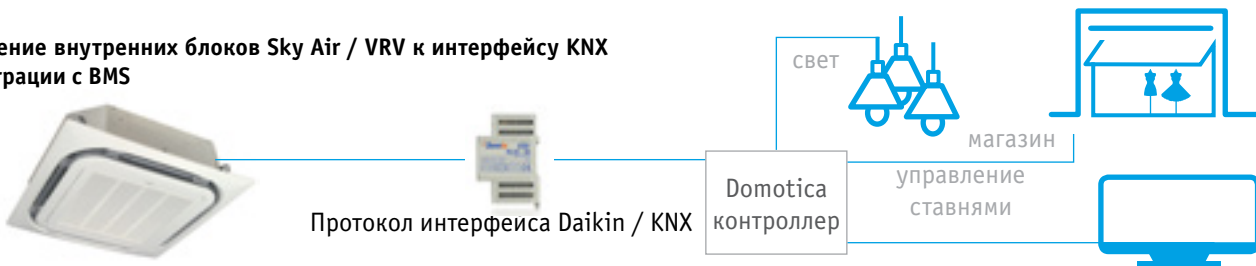 ение внутренних блоков Sky Air / VRV к интерфейсу KNX
трации с BMS
свет
магазин
управление
ставнями
Domotica
контроллер
Протокол интерфейса Daikin / KNX